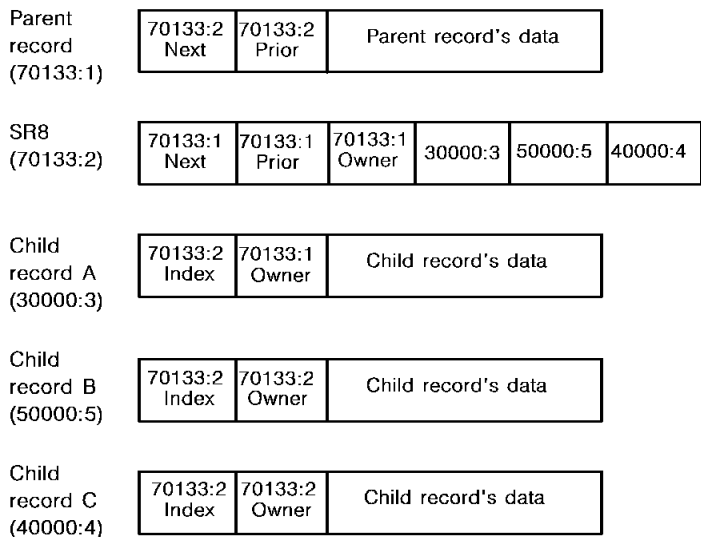 Parent
record
(70133:1)
70133:2
Next
70133:2
Prior
Parent record's data
SR8
(70133:2)
70133:1
Next
70133:1
Prior
70133:1
Owner
30000:3
50000:5
40000:4
Child
record A
(30000:3)
70133:2
Index
70133:1
Owner
Child record's data
Child
record B
(50000:5)
70133:2
Index
70133:2
Owner
Child record's data
Child
record C
(40000:4)
70133:2
Index
70133:2
Owner
Child record's data